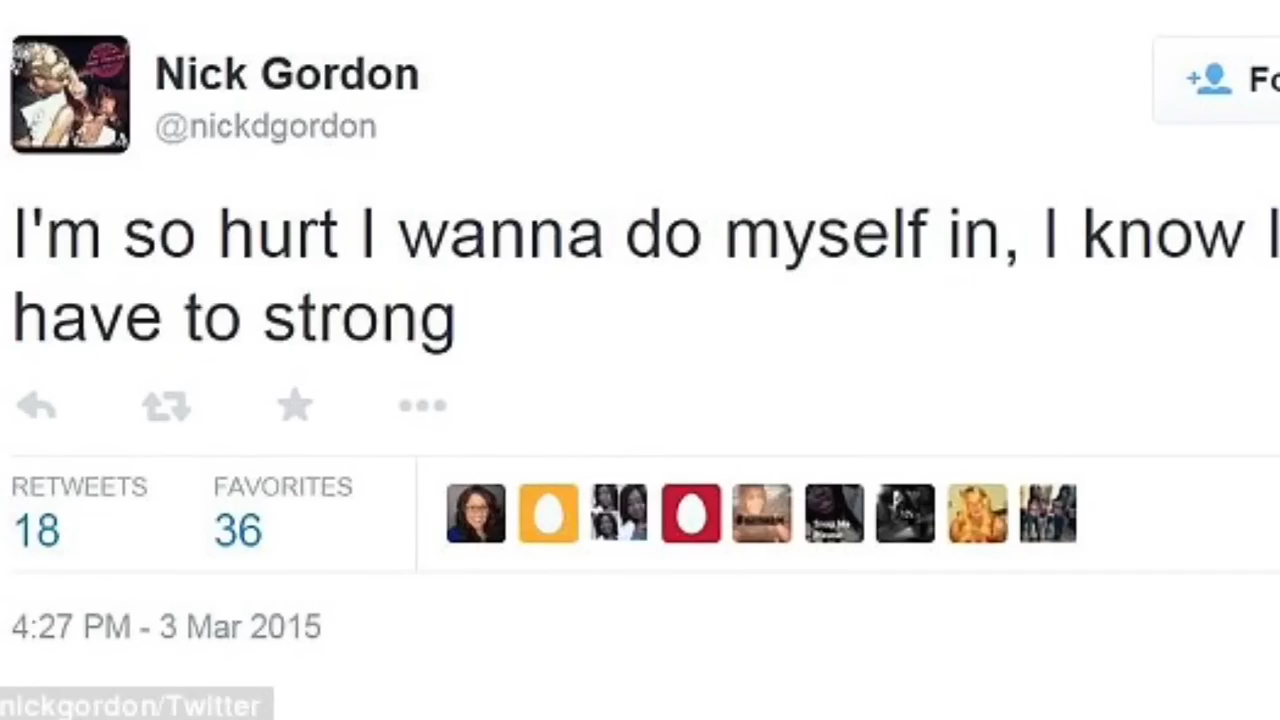 Nick Gordon
@nickdgordon
I'm so hurt I wanna do myself in, I know I
have to strong
RETWEETS
FAVORITES
18
36
4:27 PM - 3 Mar 2015
nickgordon/Twitter